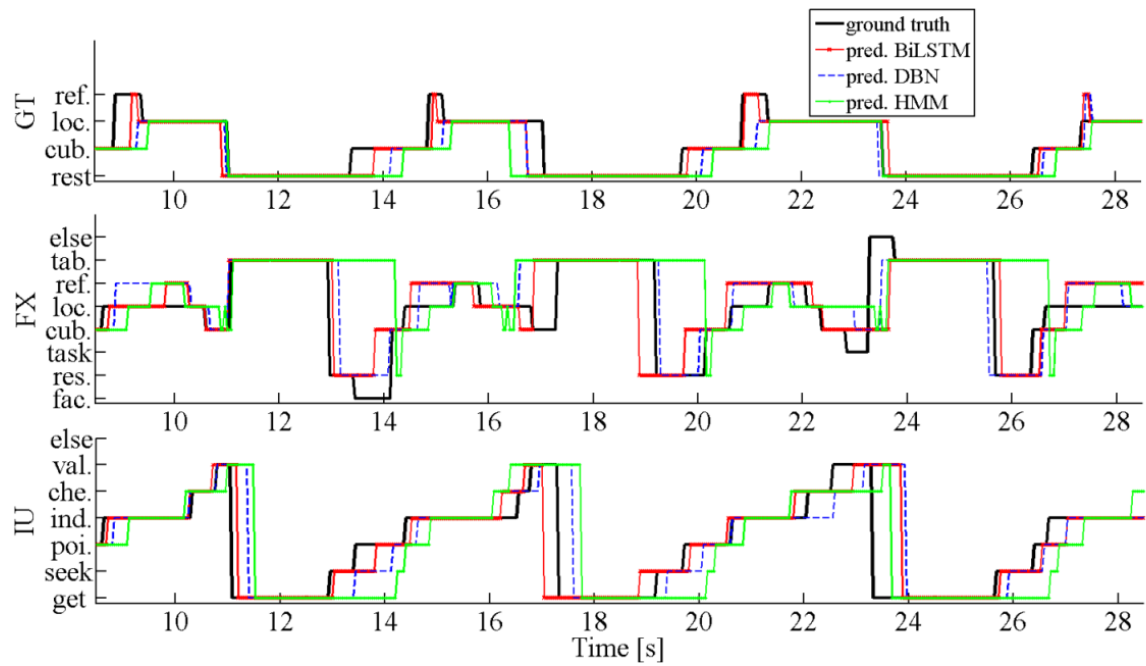 ground truth
pred. BiLSTM
pred. DBN
pred. HMM
GT
ref.
loc.
cub.
rest
10 12 14 16 18 20 22 24 26 28
FX
else
tab.
ref.
loc.
cub.
task
res.
fac.
10 12 14 16 18 20 22 24 26 28
IU
else
val.
che.
ind.
poi.
seek
get
10 12 14 16 18 20 22 24 26 28
Time [s]